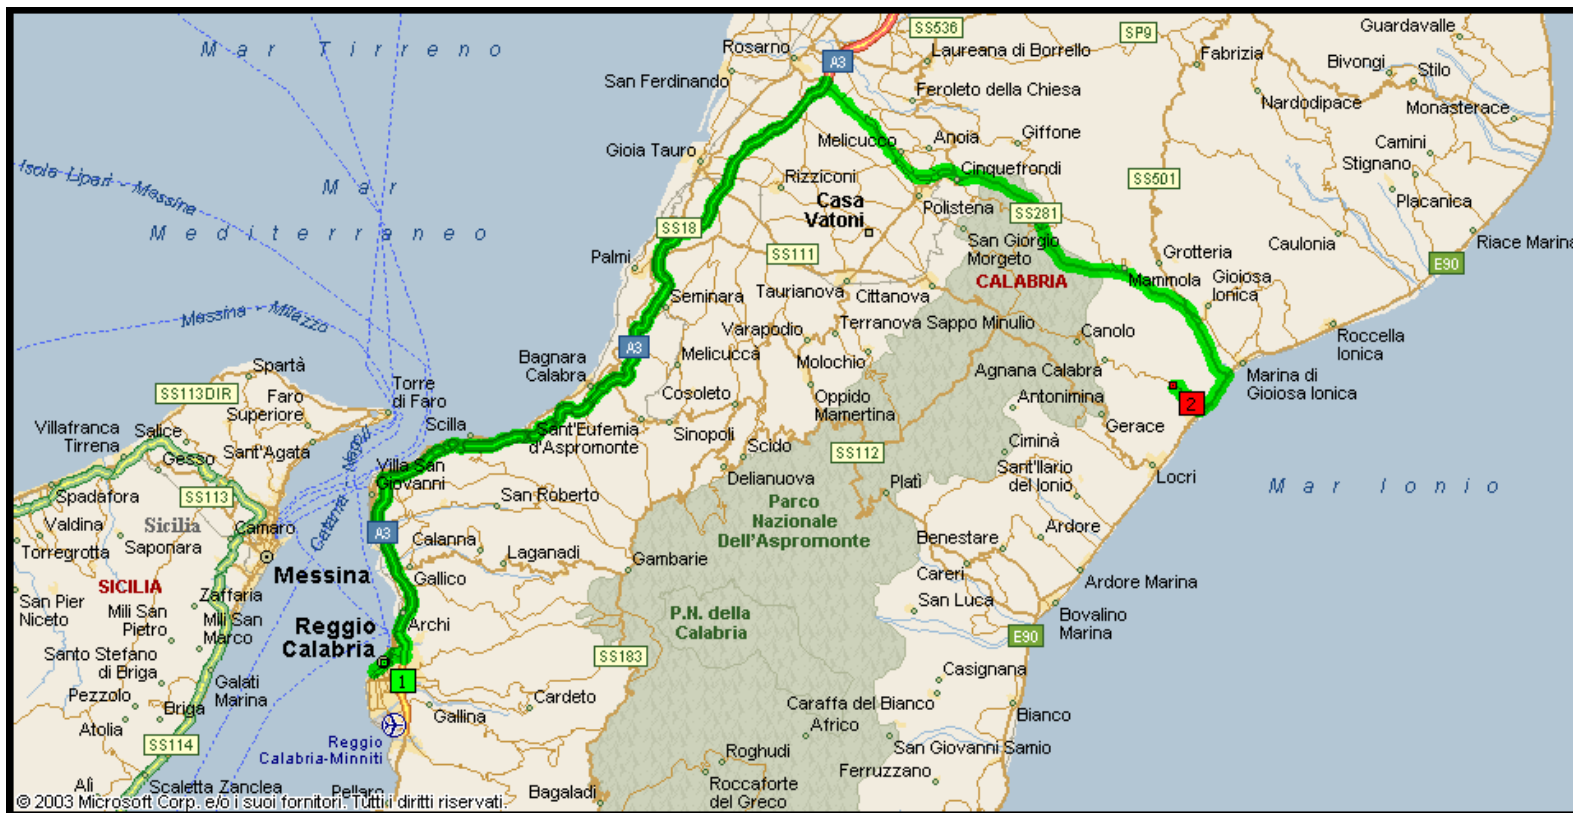 Mar Tirreno
Rosarno
A3
SS536
Laureana di Borrello
SP9
Guardavalle
Fabrizia
Bivongi
Stilo
San Ferdinando
Feroleto della Chiesa
Nardodipace
Monasterace
Gioia Tauro
Melicucco
Anoia
Giffone
Camini
Stignano
Isole Lipari - Messina
Mar
Mediterraneo
Rizziconi
Cinquefrondi
SS501
Placanica
Casa
Vatoni
Polistena
SS281
SS18
San Giorgio
Morgeto
Grotteria
Caulonia
Riace Marina
E90
Palmi
SS111
CALABRIA
Mammola
Gioiosa
Ionica
Taurianova
Cittanova
Seminara
Messina - Milazzo
Varapodio
Terranova Sappo Minulio
Canolo
Roccella
Ionica
A3
Bagnara
Calabra
Melicuccà
Molochio
Agnana Calabra
Marina di
Gioiosa Ionica
Spartà
SS113DIR
Torre
di Faro
Faro
Superiore
Cosoleto
Oppido
Mamertina
Antonimina
2
Villafranca
Tirrena
Salice
Scilla
Sant'Eufemia
d'Aspromonte
Sinopoli
Gerace
Gesso
Sant'Agata
Scido
SS112
Ciminà
Villa San
Giovanni
Delianuova
Platì
Sant'Ilario
del Ionio
Locri
Mar Ionio
Spadafora
SS113
San Roberto
Parco
Nazionale
Dell'Aspromonte
Valdina
Sicilia
Camaro
A3
Ardore
Torregrotta
Saponara
Calanna
Laganadi
Benestare
Messina
Gambarie
Careri
Ardore Marina
SICILIA
Gallico
San Pier
Niceto
Zaffaria
Mili San
Pietro
Mili San
Marco
San Luca
Bovalino
Marina
Reggio
Calabria
Archi
P.N. della
Calabria
E90
Santo Stefano
di Briga
SS183
Casignana
Pezzolo
Galati
Marina
1
Cardeto
Caraffa del Bianco
Bianco
Briga
Gallina
Africo
Atolia
SS114
Reggio
Calabria-Minniti
Roghudi
San Giovanni Samio
Alì
Scaletta Zanclea
Pellaro
Bagaladi
Roccaforte
del Greco
Ferruzzano
© 2003 Microsoft Corp. e/o i suoi fornitori. Tutti i diritti riservati.